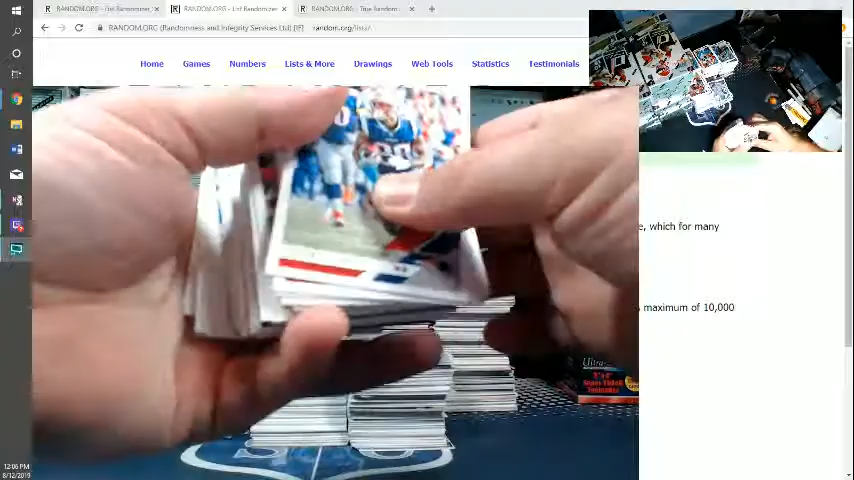 RANDOM.ORG - List Randomizer
RANDOM.ORG - List Randomizer
RANDOM.ORG - True Random
RANDOM.ORG (Randomness and Integrity Services Ltd) [IE]
random.org/lists/
Home
Games
Numbers
Lists & More
Drawings
Web Tools
Statistics
Testimonials
e, which for many
maximum of 10,000
Ultra-
12:06 PM
8/12/2019